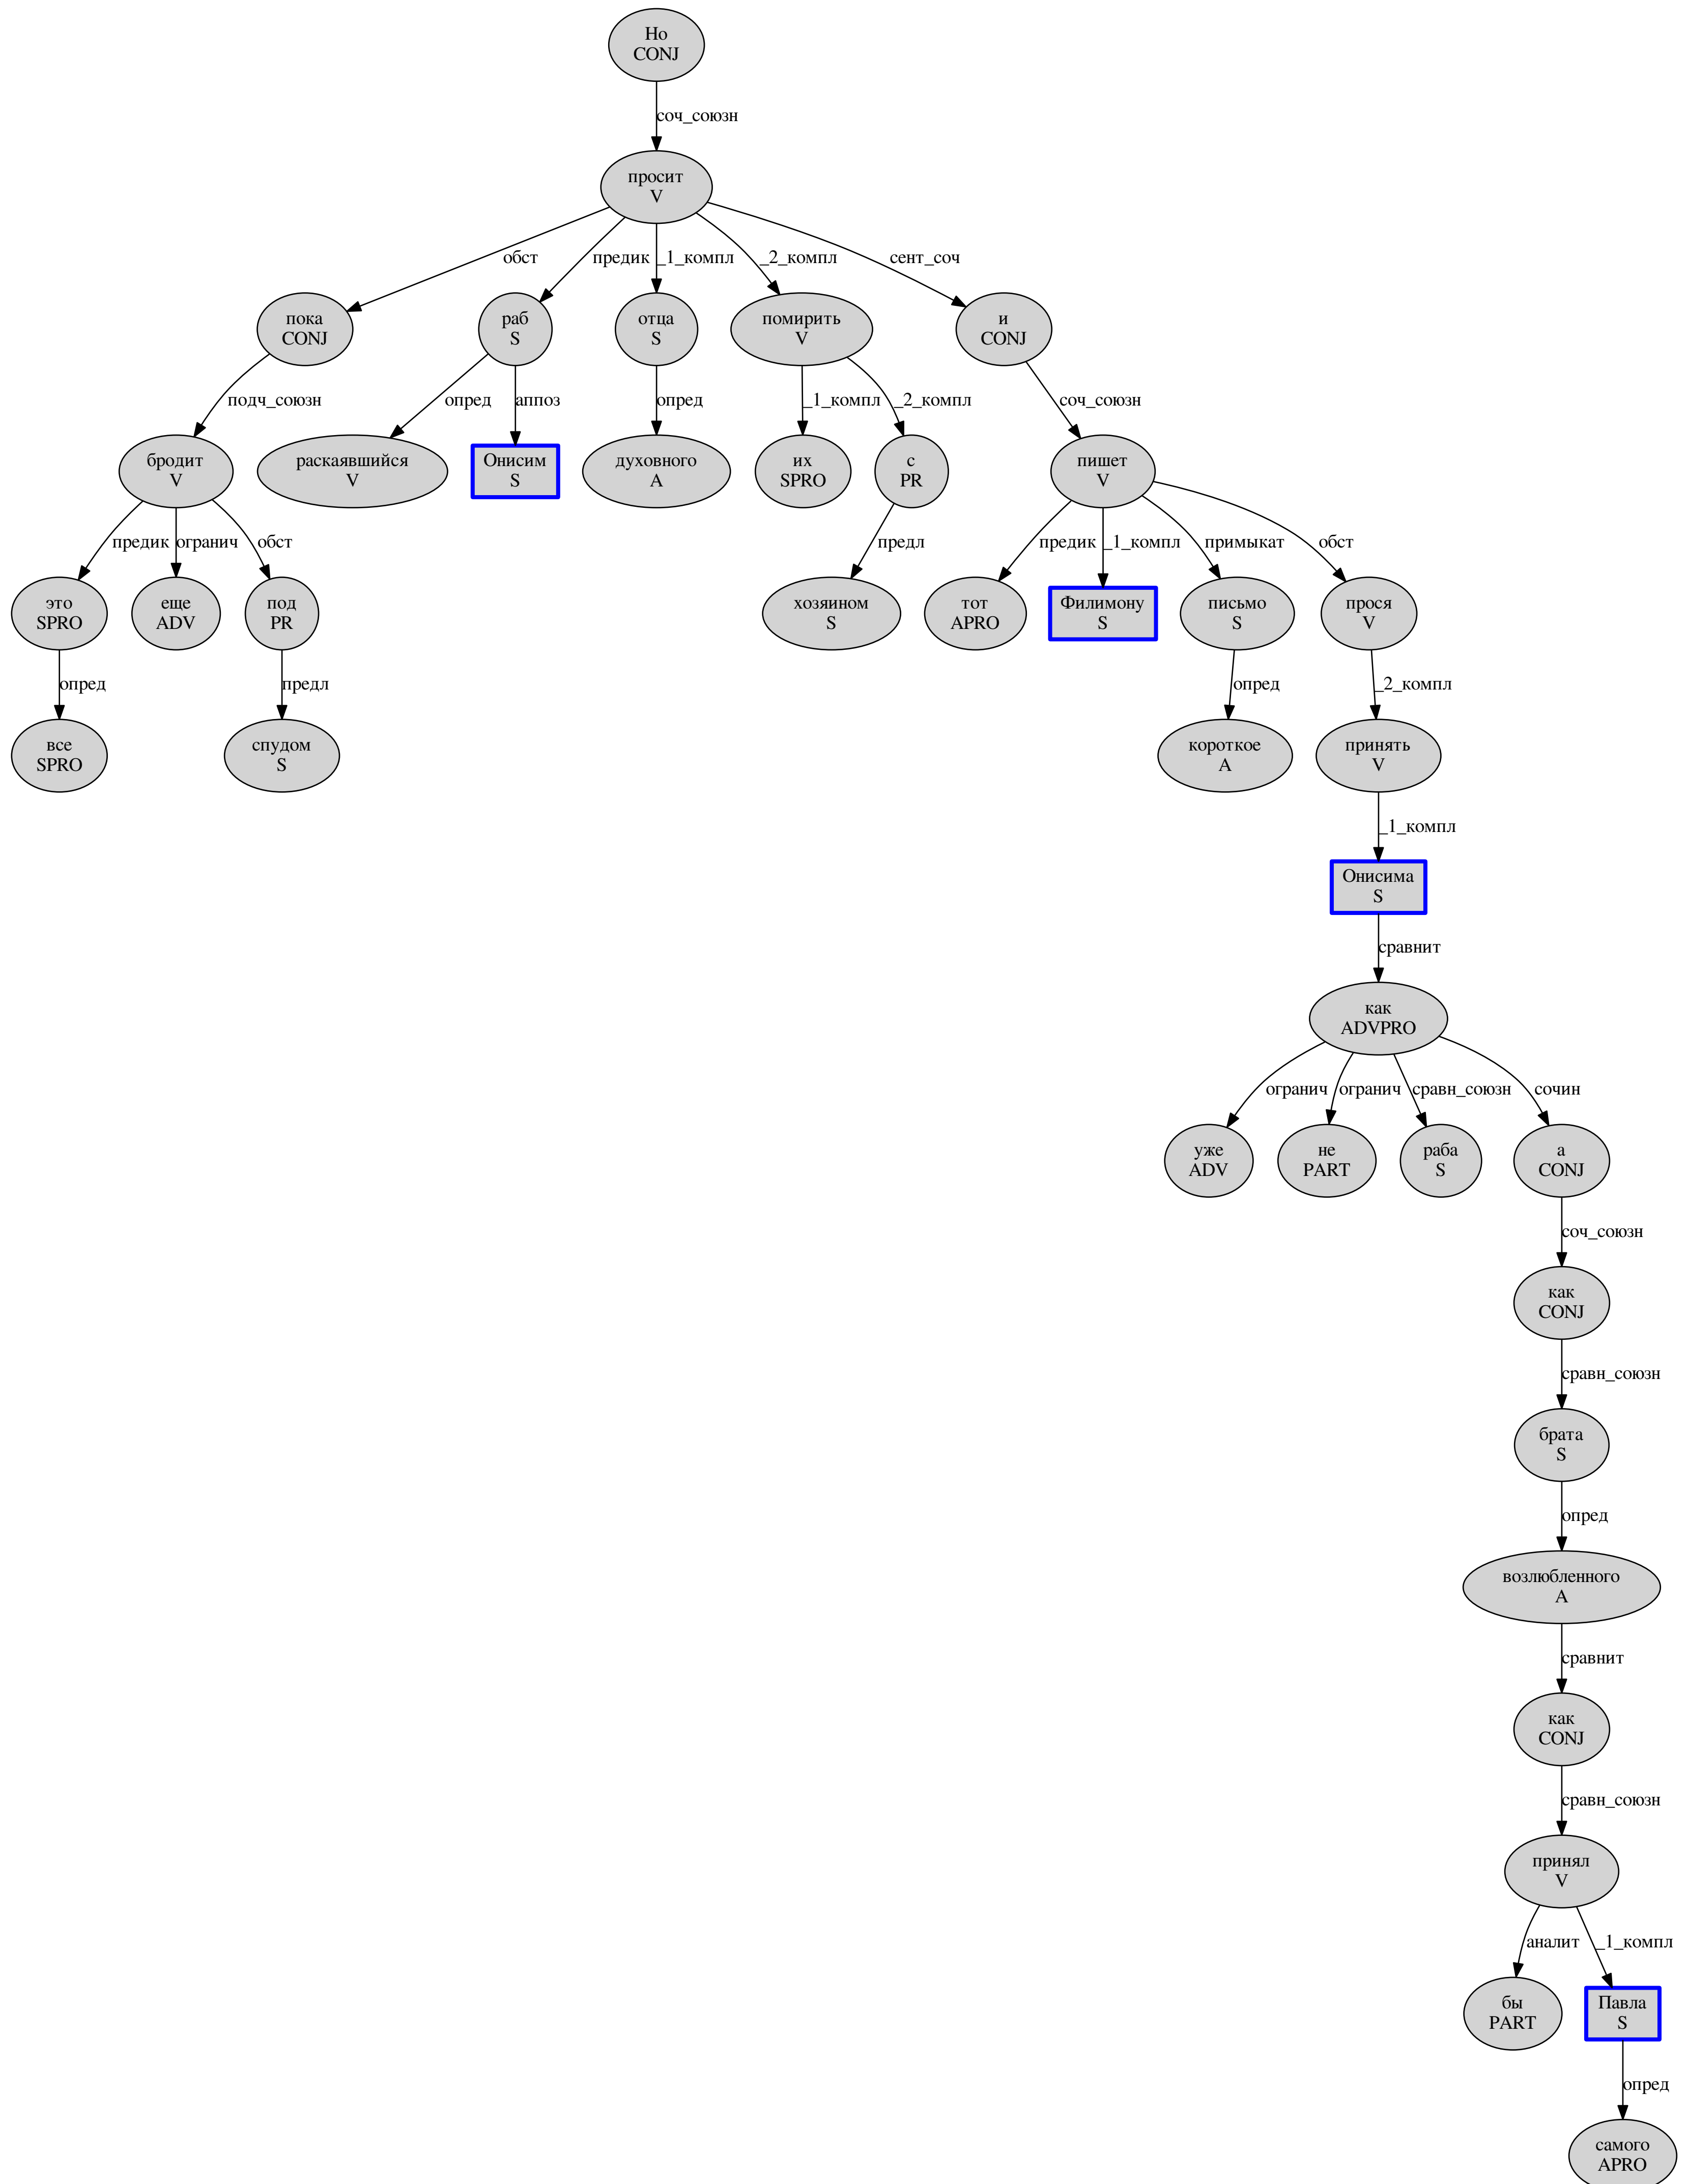 Но
CONJ
соч_союзн
просит
V
обст
предик
_1_компл
_2_компл
сент_соч
пока
CONJ
раб
S
отца
S
помирить
V
и
CONJ
подч_союзн
опред
аппоз
опред
_1_компл
_2_компл
соч_союзн
бродит
V
раскаявшийся
V
Онисим
S
духовного
A
их
SPRO
с
PR
пишет
V
предик
огранич
обст
предл
предик
_1_компл
примыкат
обст
это
SPRO
еще
ADV
под
PR
хозяином
S
тот
APRO
Филимону
S
письмо
S
прося
V
опред
предл
опред
_2_компл
все
SPRO
спудом
S
короткое
A
принять
V
_1_компл
Онисима
S
сравнит
как
ADVPRO
огранич
огранич
сравн_союзн
сочин
уже
ADV
не
PART
раба
S
а
CONJ
соч_союзн
как
CONJ
сравн_союзн
брата
S
опред
возлюбленного
A
сравнит
как
CONJ
сравн_союзн
принял
V
аналит
_1_компл
бы
PART
Павла
S
опред
самого
APRO